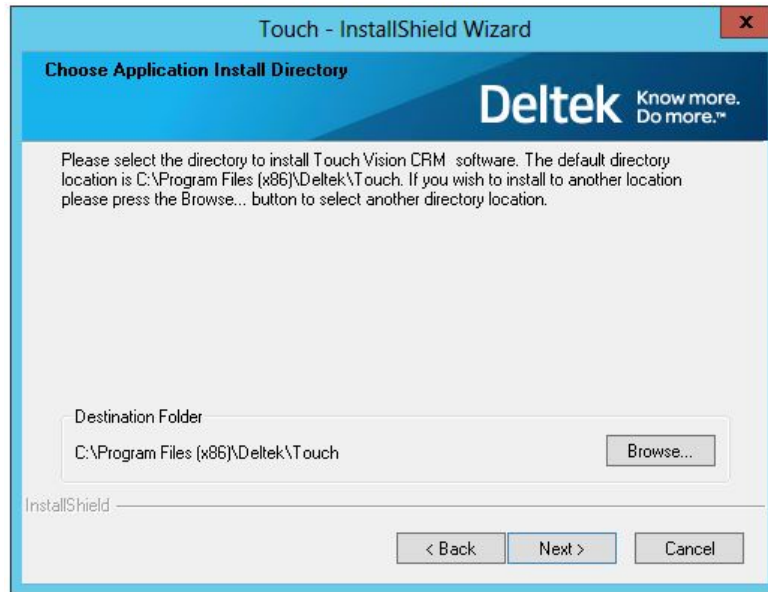 Touch - InstallShield Wizard
x
Choose Application Install Directory
Deltek Know more.
Do more.™
Please select the directory to install Touch Vision CRM  software. The default directory
location is C:\Program Files (x86)\Deltek\Touch. If you wish to install to another location
please press the Browse... button to select another directory location.
Destination Folder
C:\Program Files (x86)\Deltek\Touch
Browse...
InstallShield
< Back
Next >
Cancel